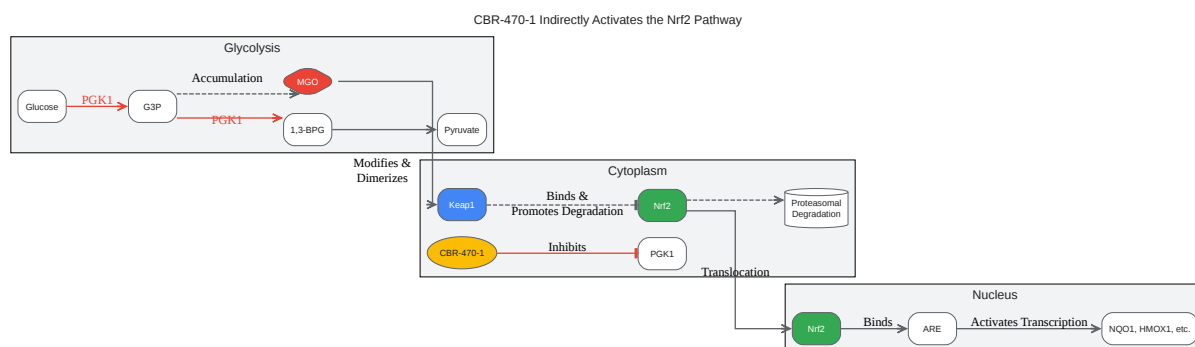 CBR-470-1 Indirectly Activates the Nrf2 Pathway
Glycolysis
Accumulation
MGO
Glucose
PGK1
G3P
PGK1
1,3-BPG
Pyruvate
Modifies &
Dimerizes
Cytoplasm
Keap1
Binds &
Promotes Degradation
Nrf2
Proteasomal
Degradation
CBR-470-1
Inhibits
PGK1
Translocation
Nucleus
Nrf2
Binds
ARE
Activates Transcription
NQO1, HMOX1, etc.